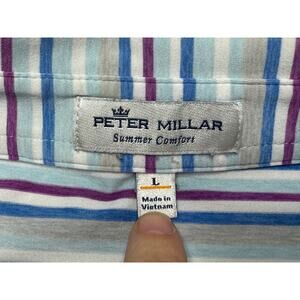 PETER MILLAR
Summer Comfort
L
Made in
Vietnam